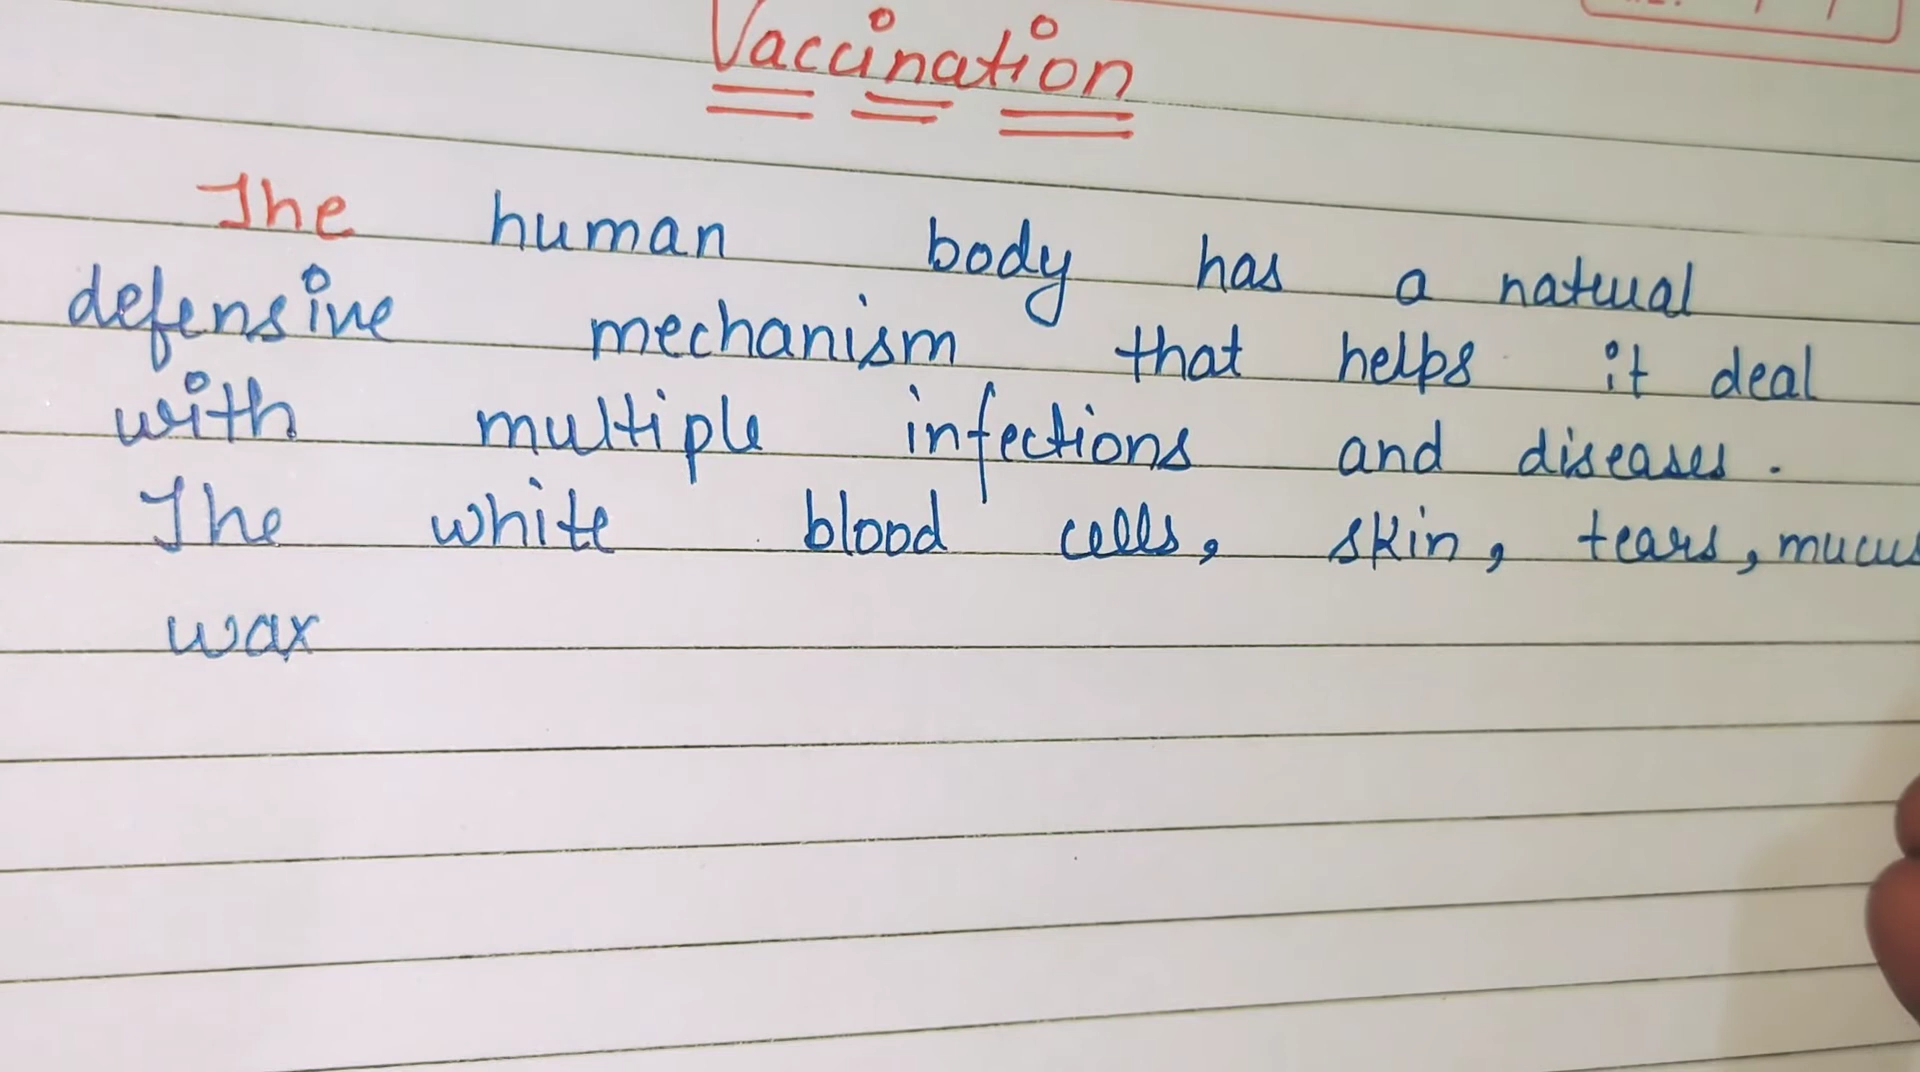 Vaccination
The human body has a natural
defensive mechanism that helps it deal
with multiple infections and diseases.
The white blood cells, skin, tears, mucus
wax